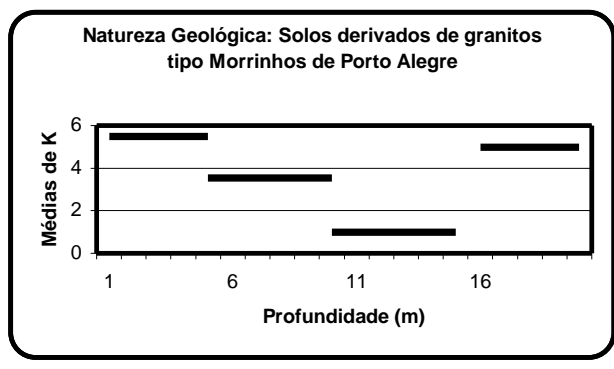 Natureza Geológica: Solos derivados de granitos
tipo Morrinhos de Porto Alegre
Médias de K
6
4
2
0
1 6 11 16
Profundidade (m)